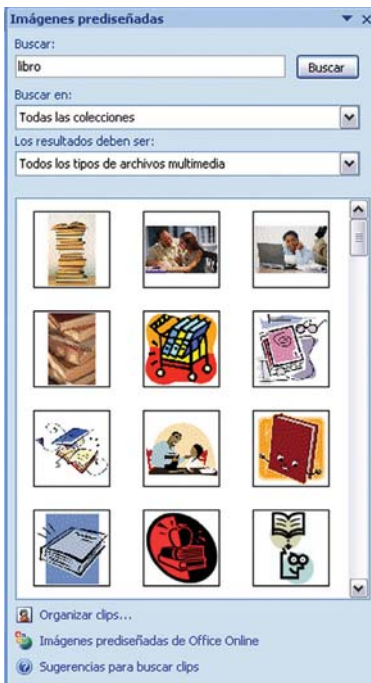 Imágenes prediseñadas
Buscar:
libro
Buscar
Buscar en:
Todas las colecciones
Los resultados deben ser:
Todos los tipos de archivos multimedia
Organizar clips...
Imágenes prediseñadas de Office Online
Sugerencias para buscar clips